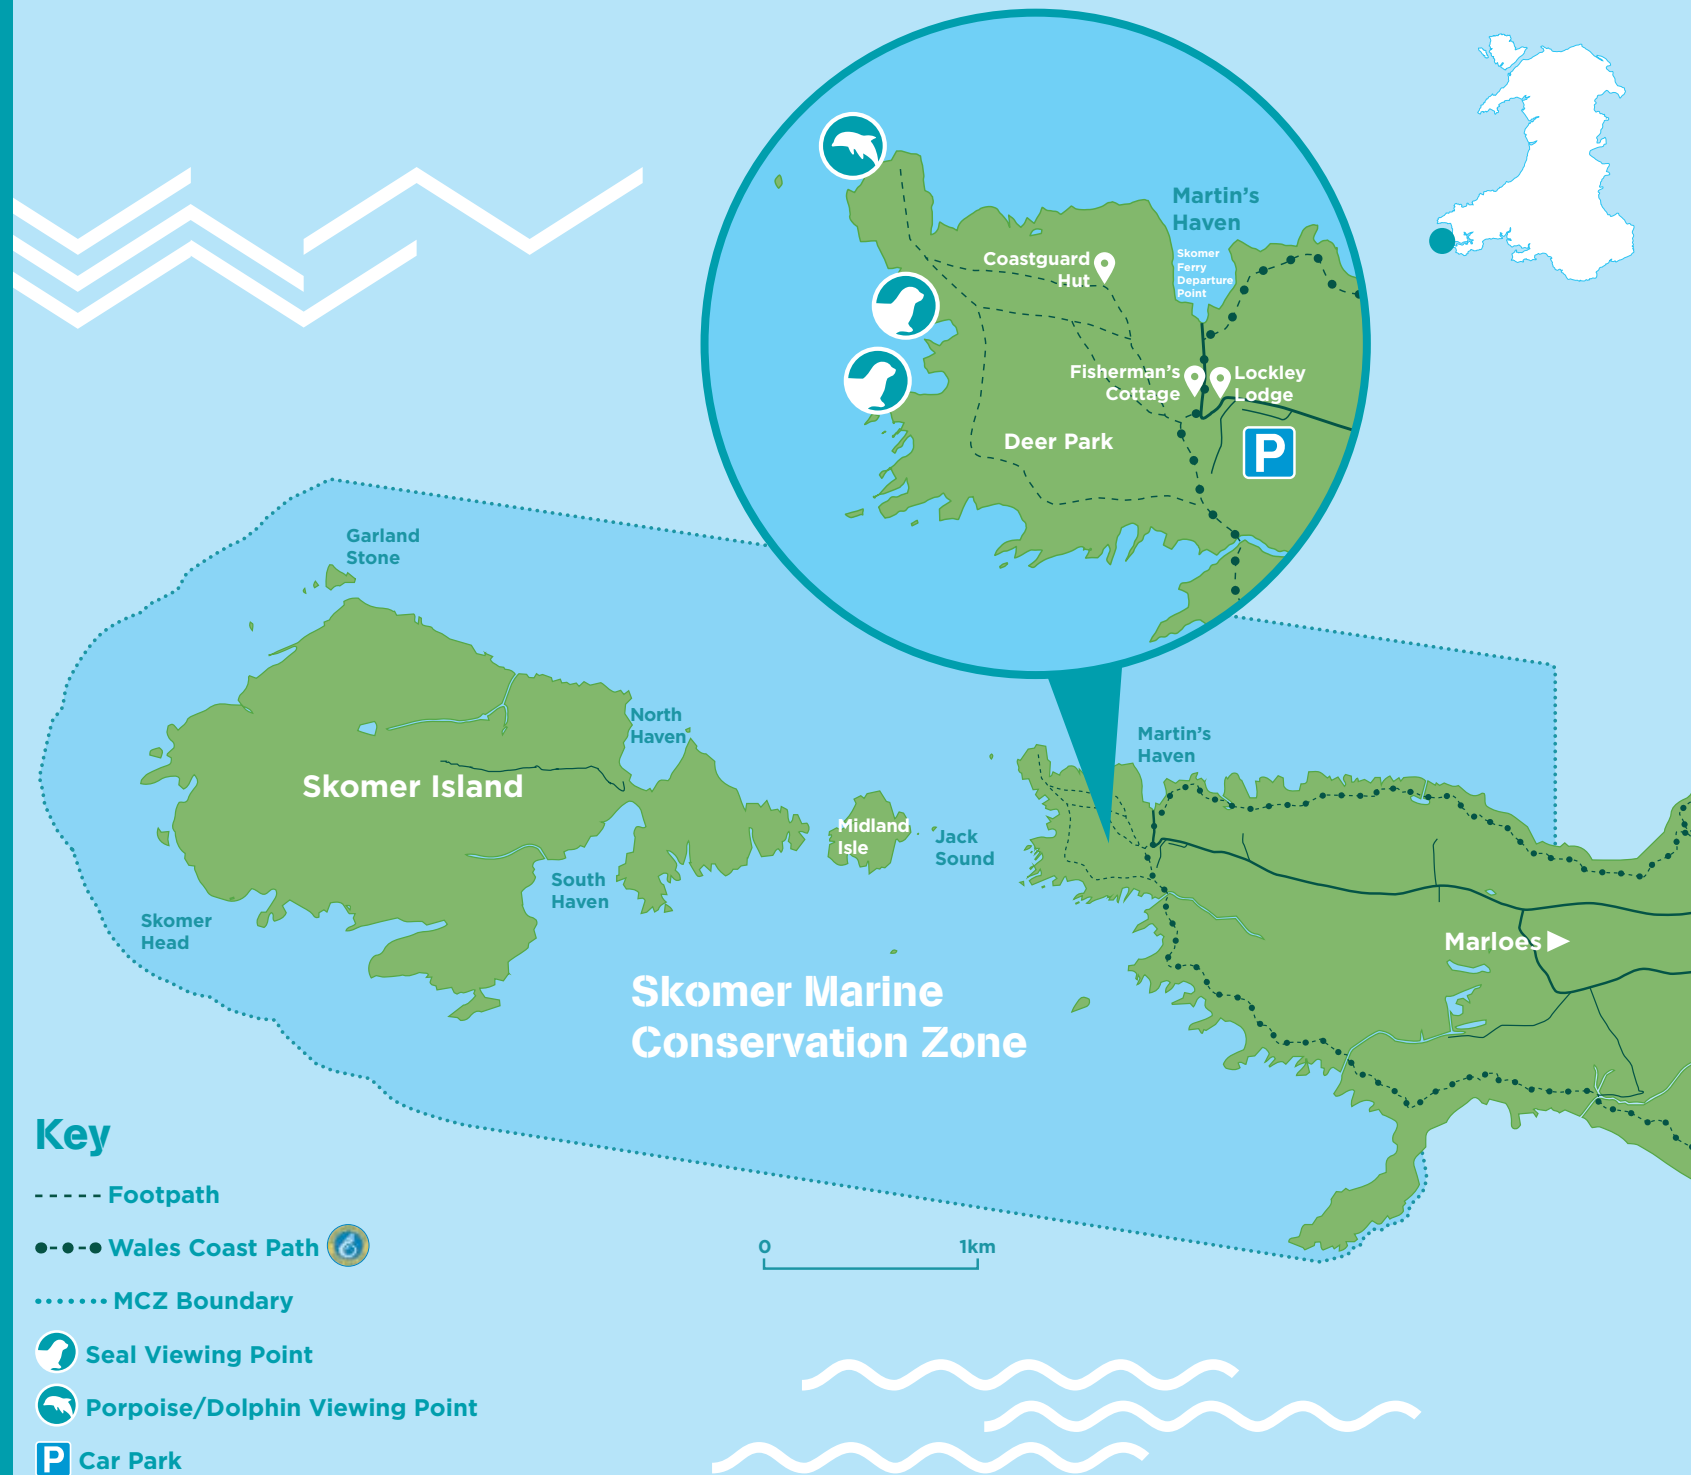 Martin's
Haven
Skomer
Ferry
Departure
Point
Coastguard
Hut
Fisherman's
Cottage
Lockley
Lodge
Deer Park
P
Garland
Stone
North
Haven
Martin's
Haven
Skomer Island
Midland
Isle
Jack
Sound
South
Haven
Skomer
Head
Marloes
Skomer Marine
Conservation Zone
Key
Footpath
Wales Coast Path
MCZ Boundary
Seal Viewing Point
Porpoise/Dolphin Viewing Point
P Car Park
0 1km